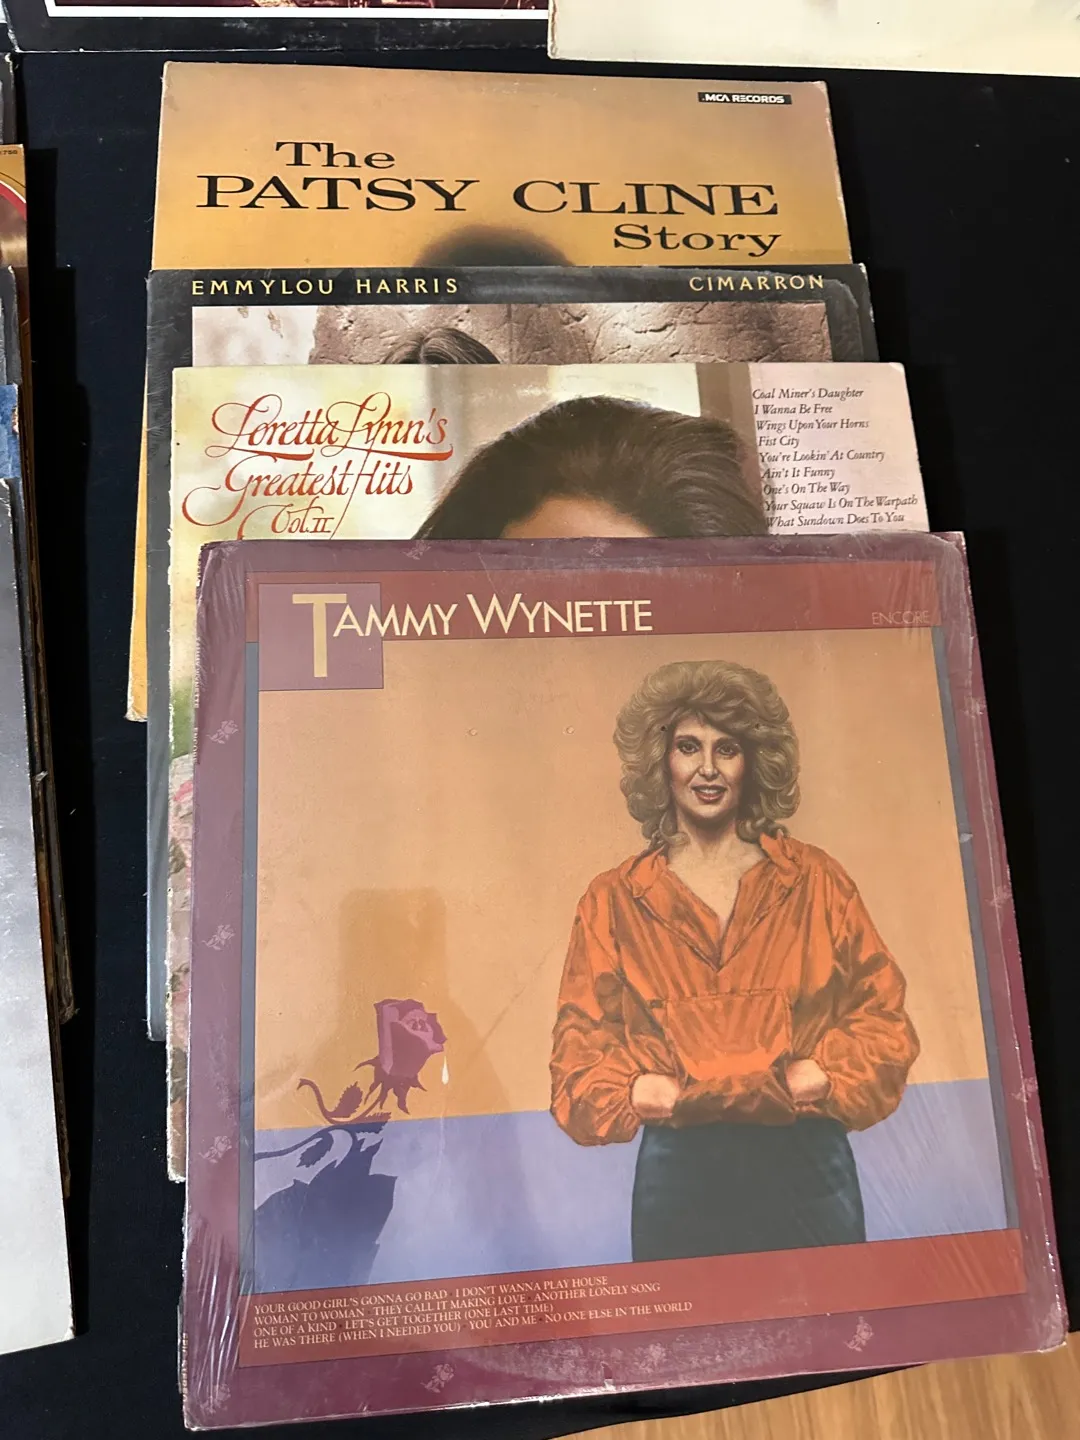 1780
.MCA RECORDS
The
PATSY CLINE
Story
EMMYLOU HARRIS
CIMARRON
Loretta Lynn's
Greatest Hits
Vol. II
Coal Miner's Daughter
I Wanna Be Free
Wings Upon Your Horns
Fist City
You're Lookin' At Country
Ain't It Funny
One's On The Way
Your Squaw Is On The Warpath
What Sundown Does To You
TAMMY WYNETTE
ENCORE
YOUR GOOD GIRL'S GONNA GO BAD · I DON'T WANNA PLAY HOUSE
WOMAN TO WOMAN · THEY CALL IT MAKING LOVE · ANOTHER LONELY SONG
ONE OF A KIND · LET'S GET TOGETHER (ONE LAST TIME)
HE WAS THERE (WHEN I NEEDED YOU) · YOU AND ME · NO ONE ELSE IN THE WORLD